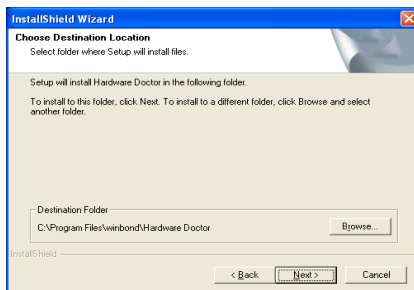 InstallShield Wizard
Choose Destination Location
Select folder where Setup will install files.
Setup will install Hardware Doctor in the following folder.
To install to this folder, click Next. To install to a different folder, click Browse and select
another folder.
Destination Folder
C:\Program Files\winbond\Hardware Doctor
Browse...
InstallShield
< Back
Next >
Cancel